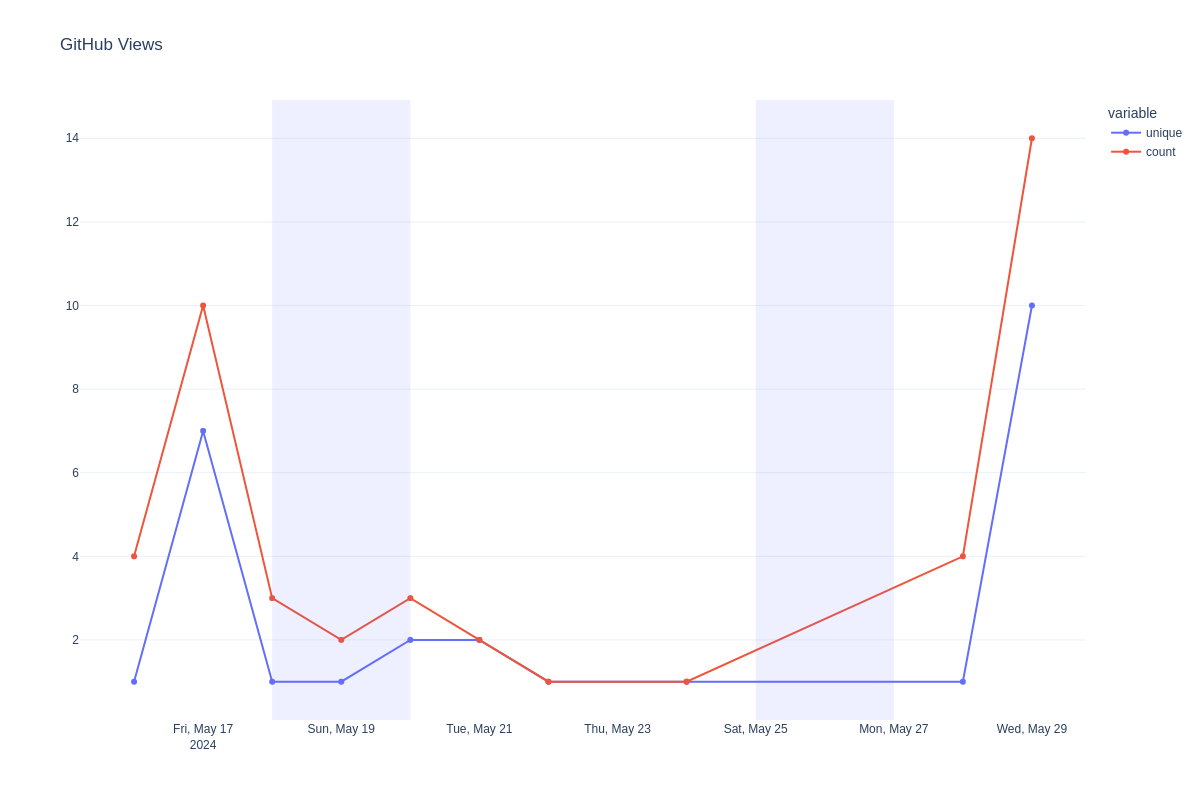 GitHub Views
variable
unique
count
14
12
10
8
6
4
2
Fri, May 17
2024
Sun, May 19
Tue, May 21
Thu, May 23
Sat, May 25
Mon, May 27
Wed, May 29